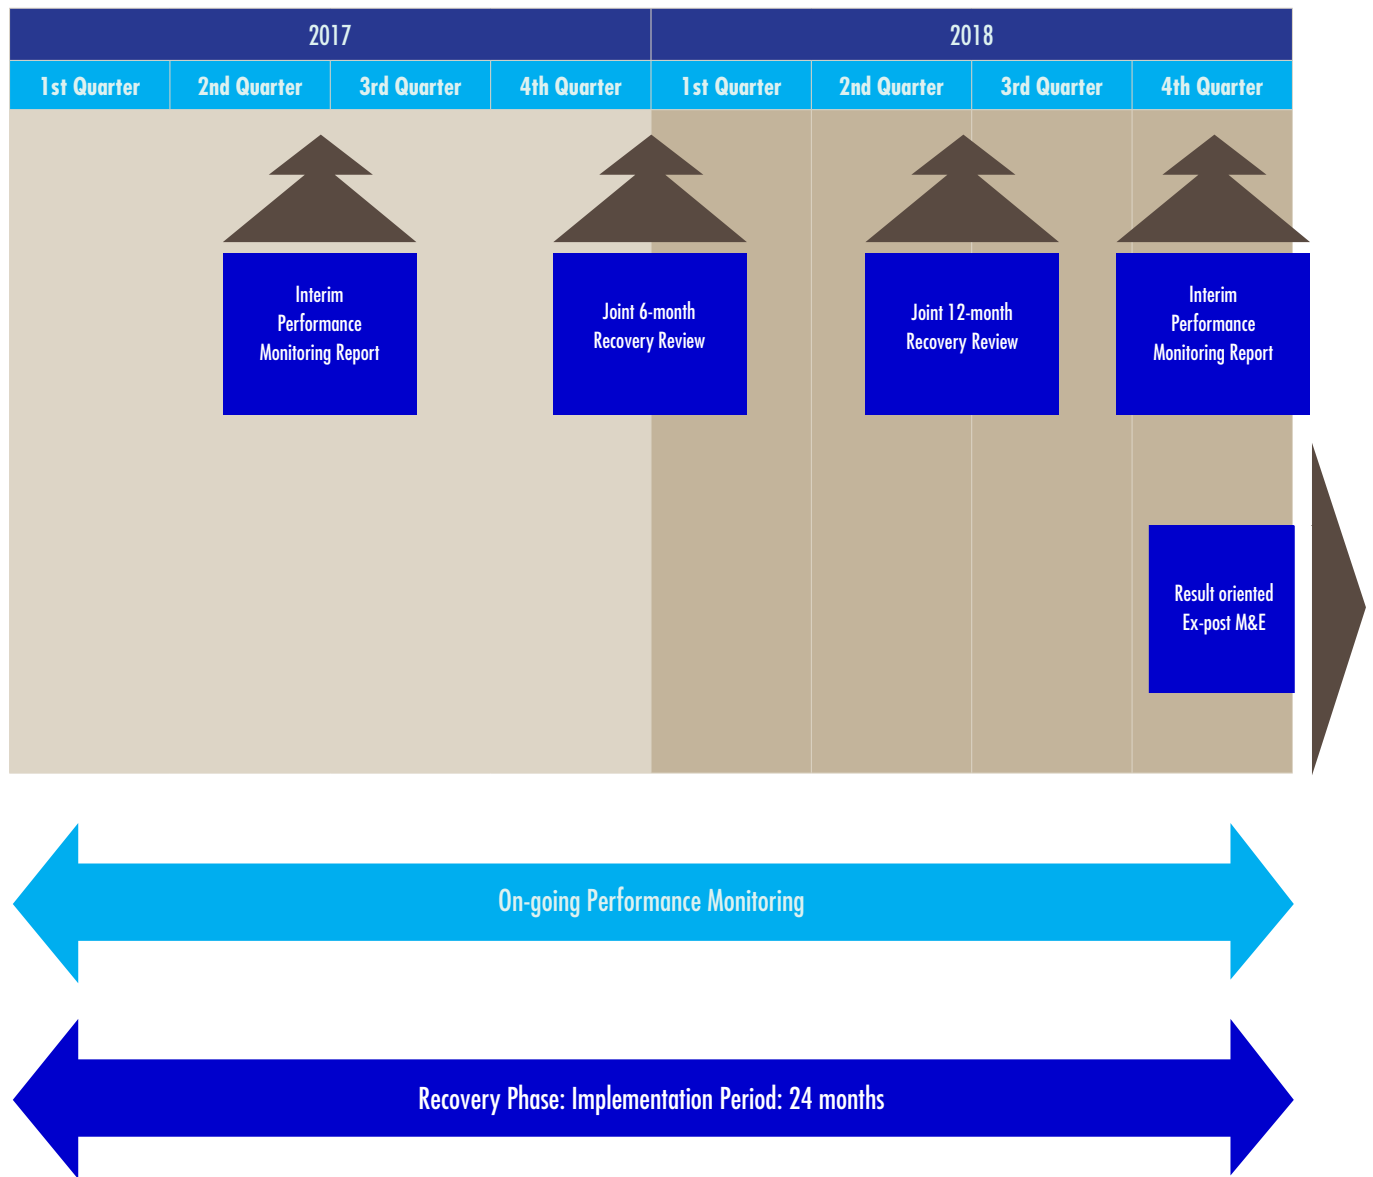 2017
2018
1st Quarter
2nd Quarter
3rd Quarter
4th Quarter
1st Quarter
2nd Quarter
3rd Quarter
4th Quarter
Interim
Performance
Monitoring Report
Joint 6-month
Recovery Review
Joint 12-month
Recovery Review
Interim
Performance
Monitoring Report
Result oriented
Ex-post M&E
On-going Performance Monitoring
Recovery Phase: Implementation Period: 24 months